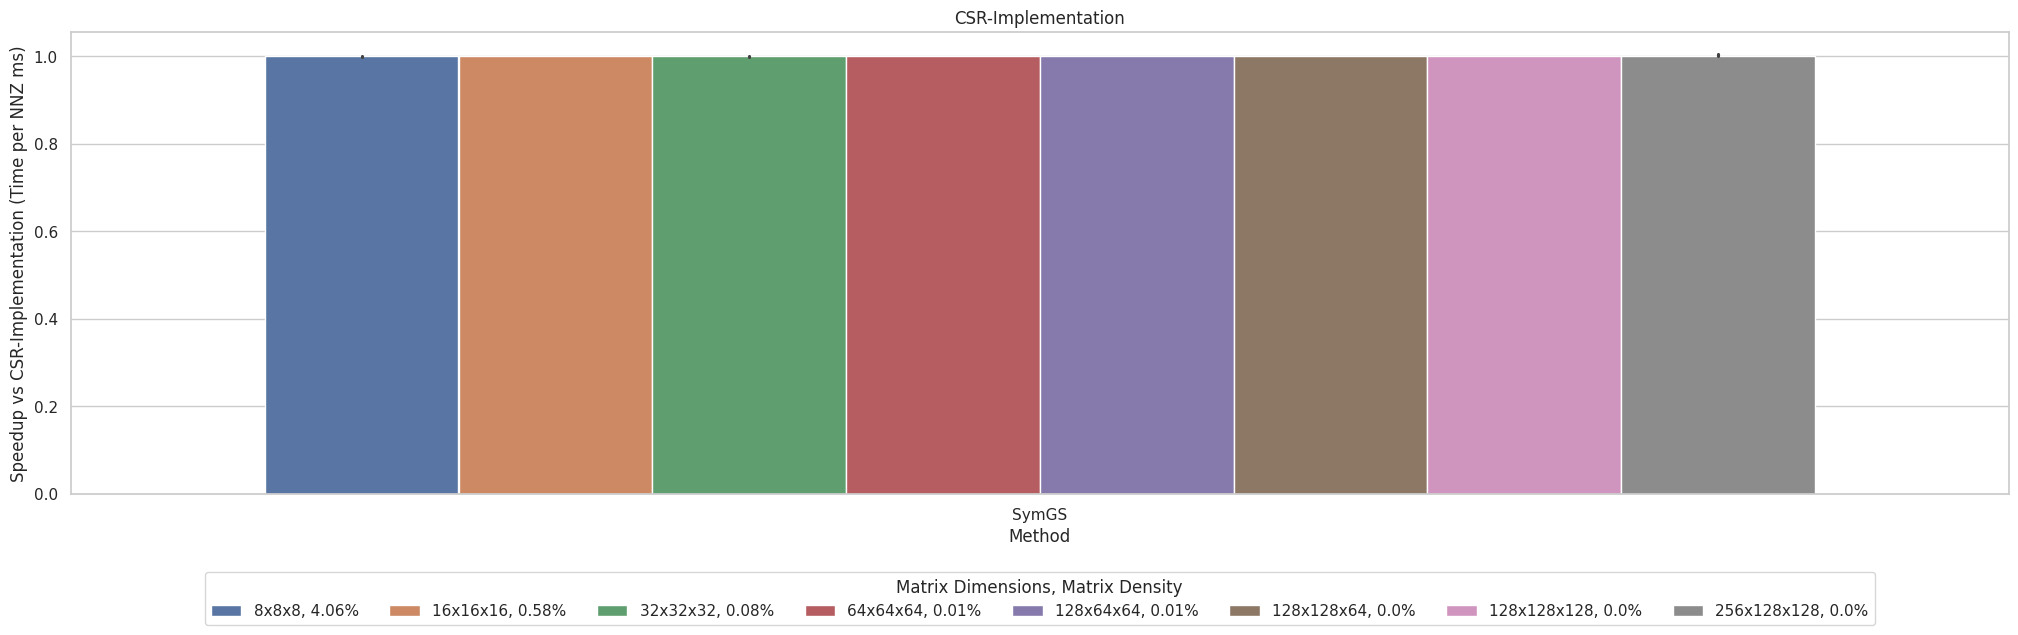 CSR-Implementation
Speedup vs CSR-Implementation (Time per NNZ ms)
1.0
0.8
0.6
0.4
0.2
0.0
SymGS
Method
Matrix Dimensions, Matrix Density
8x8x8, 4.06% 16x16x16, 0.58% 32x32x32, 0.08% 64x64x64, 0.01% 128x64x64, 0.01% 128x128x64, 0.0% 128x128x128, 0.0% 256x128x128, 0.0%